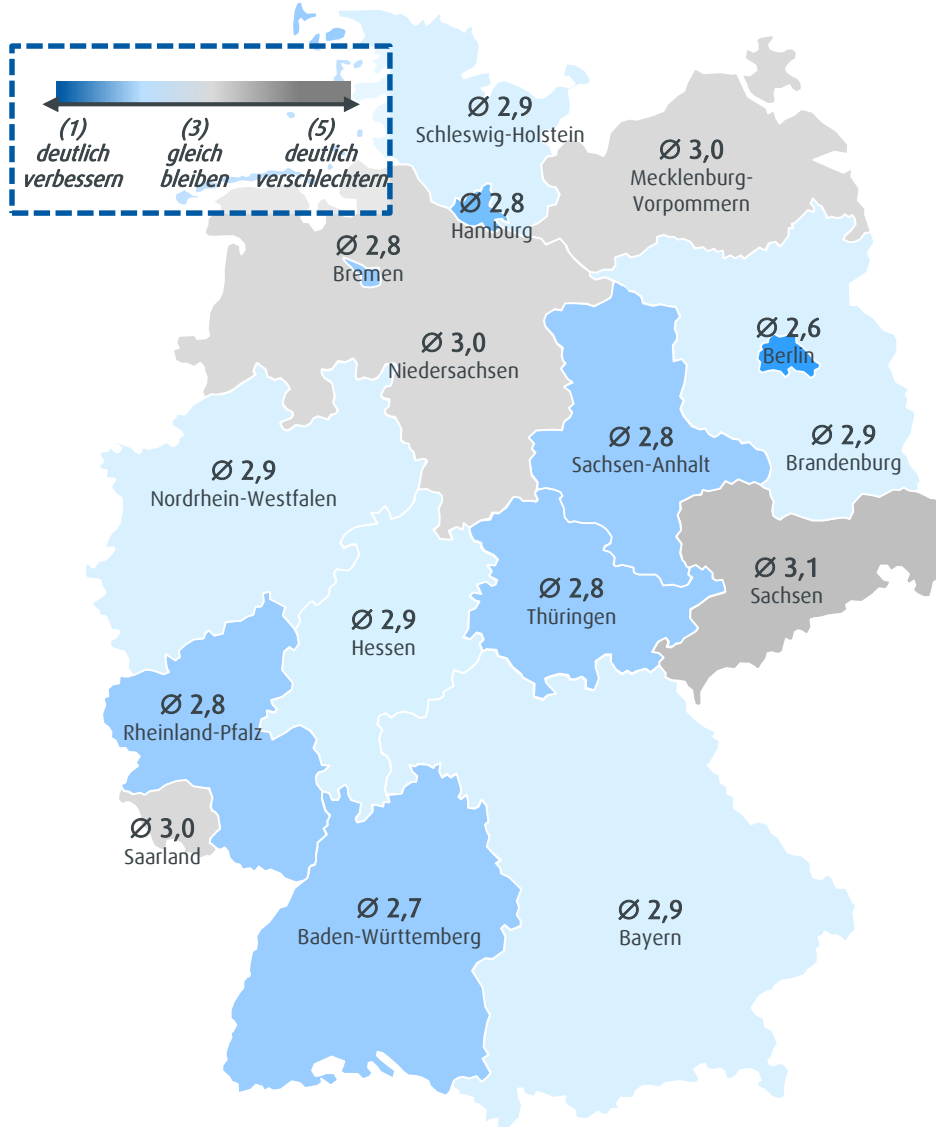 (1)
deutlich
verbessern
(3)
gleich
bleiben
(5)
deutlich
verschlechtern
Ø 2,9
Schleswig-Holstein
Ø 3,0
Mecklenburg-
Vorpommern
Ø 2,8
Hamburg
Ø 2,8
Bremen
Ø 2,6
Berlin
Ø 3,0
Niedersachsen
Ø 2,8
Sachsen-Anhalt
Ø 2,9
Brandenburg
Ø 2,9
Nordrhein-Westfalen
Ø 3,1
Sachsen
Ø 2,8
Thüringen
Ø 2,9
Hessen
Ø 2,8
Rheinland-Pfalz
Ø 3,0
Saarland
Ø 2,7
Baden-Württemberg
Ø 2,9
Bayern